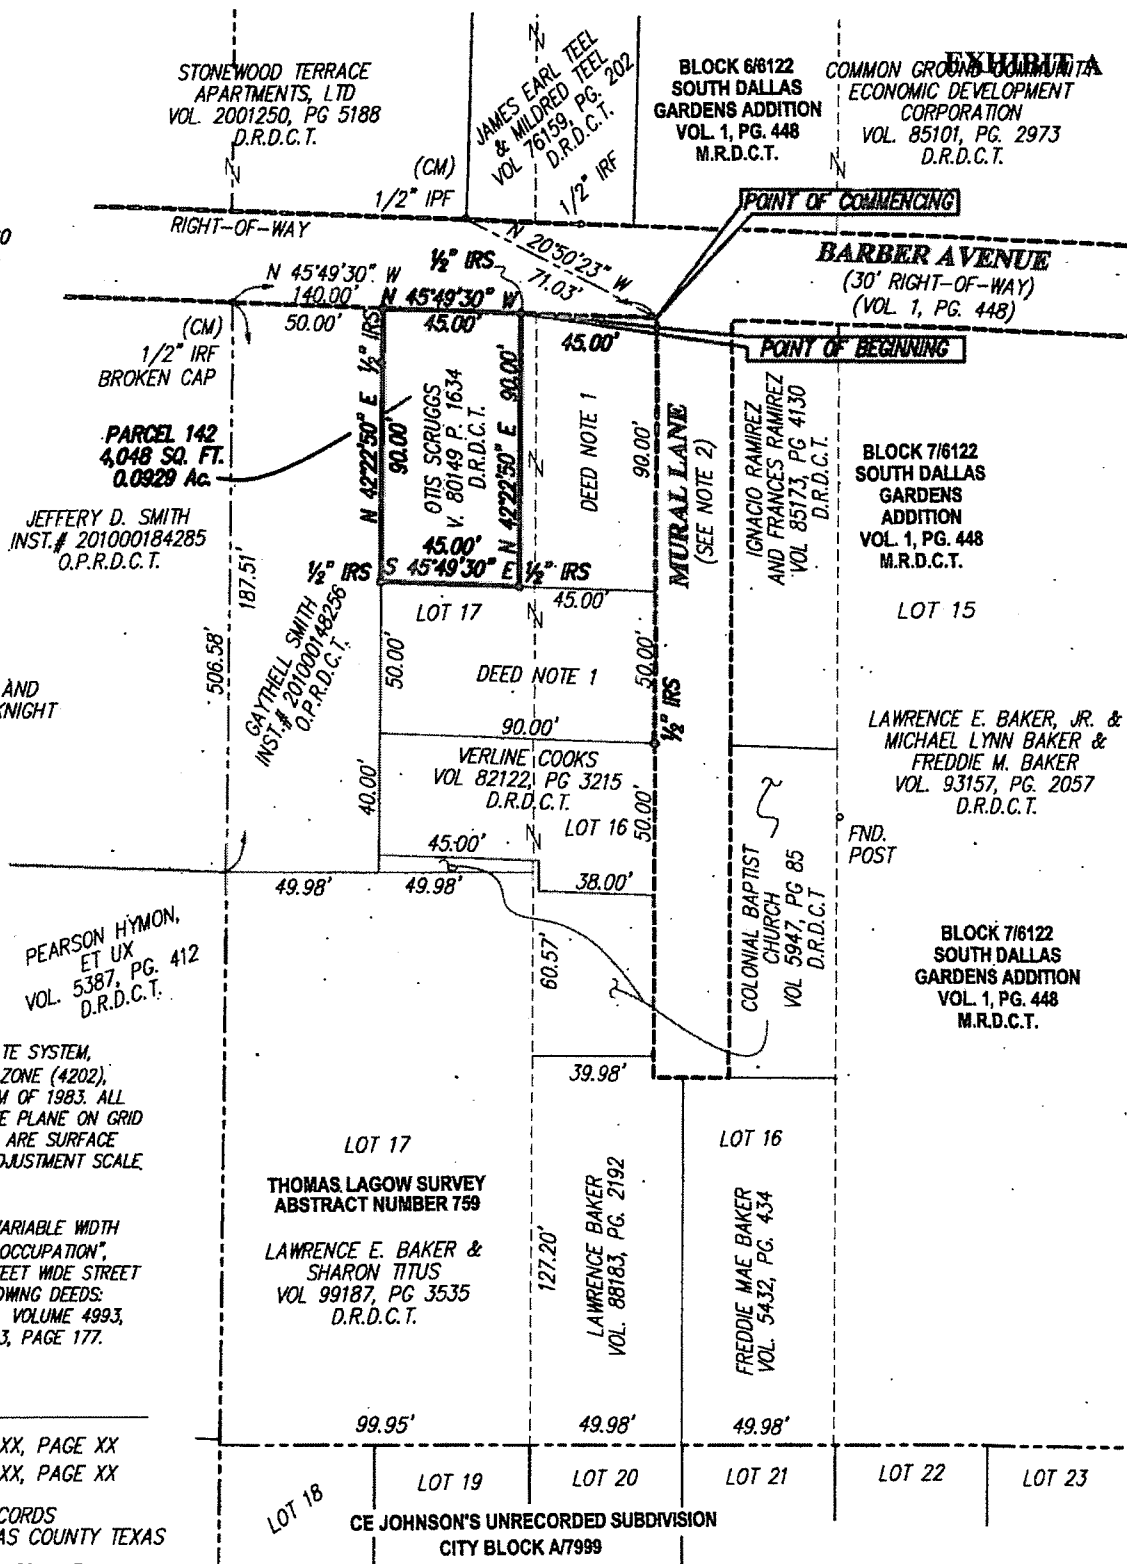 EXHIBIT A
STONEWOOD TERRACE
APARTMENTS, LTD
VOL. 2001250, PG 5188
D.R.D.C.T.
JAMES EARL TEEL
& MILDRED TEEL
VOL 76159, PG. 202
D.R.D.C.T.
BLOCK 6/6122
SOUTH DALLAS
GARDENS ADDITION
VOL. 1, PG. 448
M.R.D.C.T.
COMMON GROUND COMMUNITY
ECONOMIC DEVELOPMENT
CORPORATION
VOL. 85101, PG. 2973
D.R.D.C.T.
(CM)
1/2" IPF
1/2" IRF
POINT OF COMMENCING
RIGHT-OF-WAY
N 20°50'23" W
71.03'
BARBER AVENUE
(30' RIGHT-OF-WAY)
(VOL. 1, PG. 448)
½" IRS
N 45°49'30" W
140.00'
N 45°49'30" W
50.00'
45.00'
45.00'
POINT OF BEGINNING
(CM)
1/2" IRF
BROKEN CAP
½" IRS
PARCEL 142
4,048 SQ. FT.
0.0929 Ac.
N 42°22'50" E
90.00'
OTIS SCRUGGS
V. 80149 P. 1634
D.R.D.C.T.
N 42°22'50" E 90.00'
DEED NOTE 1
90.00'
MURAL LANE
(SEE NOTE 2)
IGNACIO RAMIREZ
AND FRANCES RAMIREZ
VOL 85173, PG 4130
D.R.D.C.T.
BLOCK 7/6122
SOUTH DALLAS
GARDENS
ADDITION
VOL. 1, PG. 448
M.R.D.C.T.
JEFFERY D. SMITH
INST.# 201000184285
O.P.R.D.C.T.
187.51'
506.58'
45.00'
½" IRS
S 45°49'30" E
½" IRS
45.00'
LOT 17
LOT 15
GAYTHELL SMITH
INST.# 201000148256
O.P.R.D.C.T.
50.00'
DEED NOTE 1
50.00'
½" IRS
AND
KNIGHT
90.00'
VERLINE COOKS
VOL 82122, PG 3215
D.R.D.C.T.
40.00'
LOT 16
50.00'
45.00'
LAWRENCE E. BAKER, JR. &
MICHAEL LYNN BAKER &
FREDDIE M. BAKER
VOL. 93157, PG. 2057
D.R.D.C.T.
FND.
POST
49.98'
49.98'
38.00'
COLONIAL BAPTIST
CHURCH
VOL 5947, PG 85
D.R.D.C.T
PEARSON HYMON,
ET UX
VOL. 5387, PG. 412
D.R.D.C.T.
60.57'
BLOCK 7/6122
SOUTH DALLAS
GARDENS ADDITION
VOL. 1, PG. 448
M.R.D.C.T.
TE SYSTEM,
ZONE (4202),
M OF 1983. ALL
E PLANE ON GRID
ARE SURFACE
DJUSTMENT SCALE
39.98'
LOT 17
LOT 16
THOMAS LAGOW SURVEY
ABSTRACT NUMBER 759
LAWRENCE E. BAKER &
SHARON TITUS
VOL 99187, PG 3535
D.R.D.C.T.
127.20'
LAWRENCE BAKER
VOL. 88183, PG. 2192
FREDDIE MAE BAKER
VOL. 5432, PG. 434
VARIABLE WIDTH
OCCUPATION",
EET WIDE STREET
OWING DEEDS:
VOLUME 4993,
3, PAGE 177.
99.95'
49.98'
49.98'
XX, PAGE XX
XX, PAGE XX
CORDS
AS COUNTY TEXAS
LOT 18
LOT 19
LOT 20
LOT 21
LOT 22
LOT 23
CE JOHNSON'S UNRECORDED SUBDIVISION
CITY BLOCK A/7999